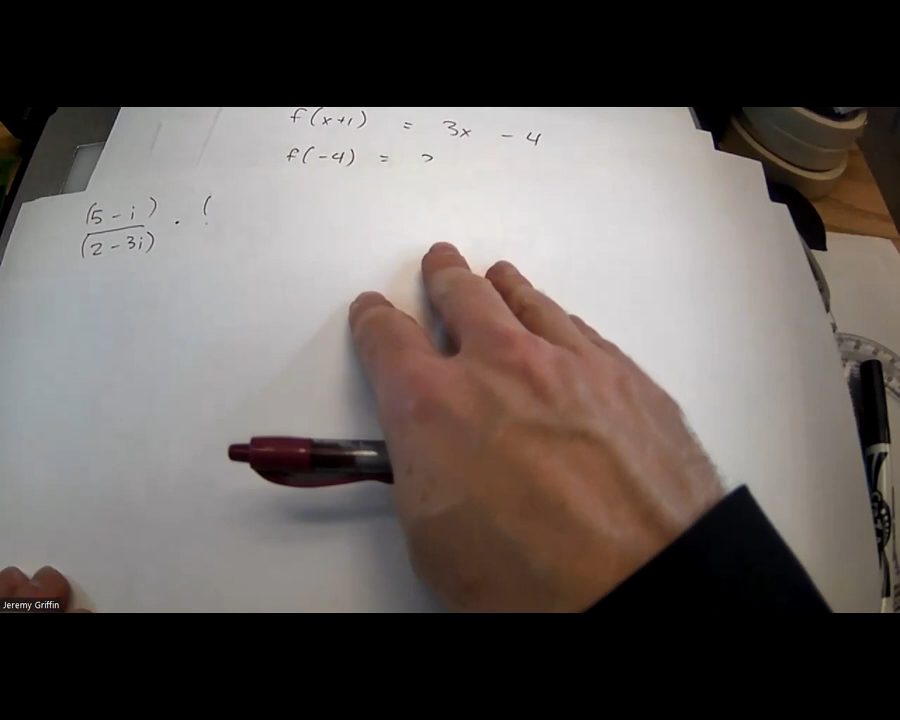 f(x+1) = 3x - 4
f(-4) = ?
(5 - i) / (2 - 3i) · (
Jeremy Griffin